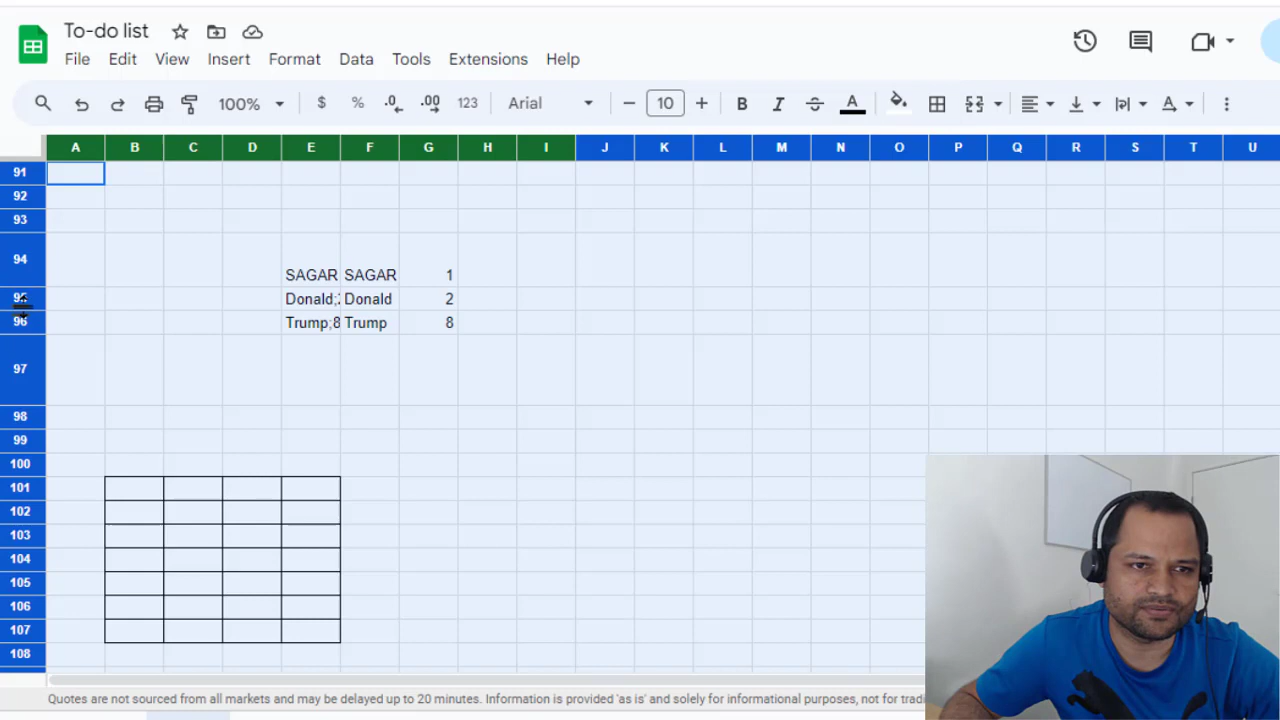 To-do list
File Edit View Insert Format Data Tools Extensions Help
100% $ % .0 .00 123 Arial 10 B I S A
A B C D E F G H I J K L M N O P Q R S T U
91
92
93
94 SAGAR SAGAR 1
95 Donald; Donald 2
96 Trump;8 Trump 8
97
98
99
100
101
102
103
104
105
106
107
108
Quotes are not sourced from all markets and may be delayed up to 20 minutes. Information is provided 'as is' and solely for informational purposes, not for tradi